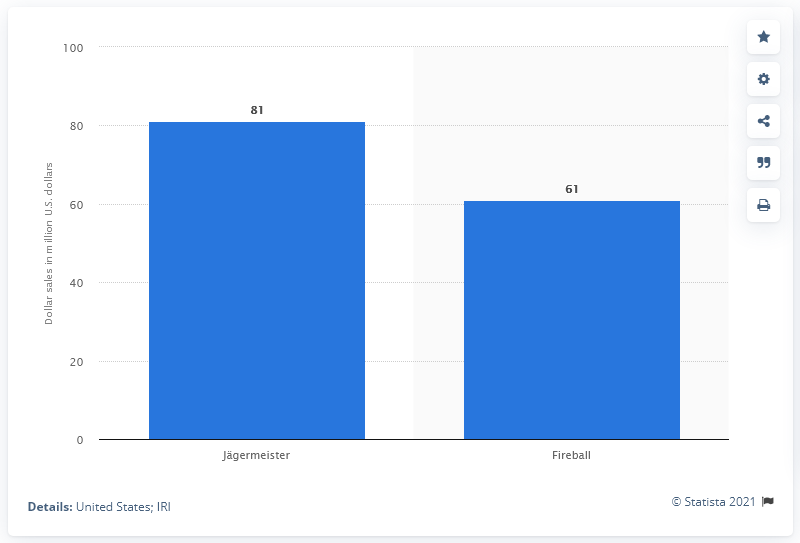 100
80
60
40
20
0
Dollar sales in million U.S. dollars
81
61
Jägermeister
Fireball
Details: United States; IRI
© Statista 2021